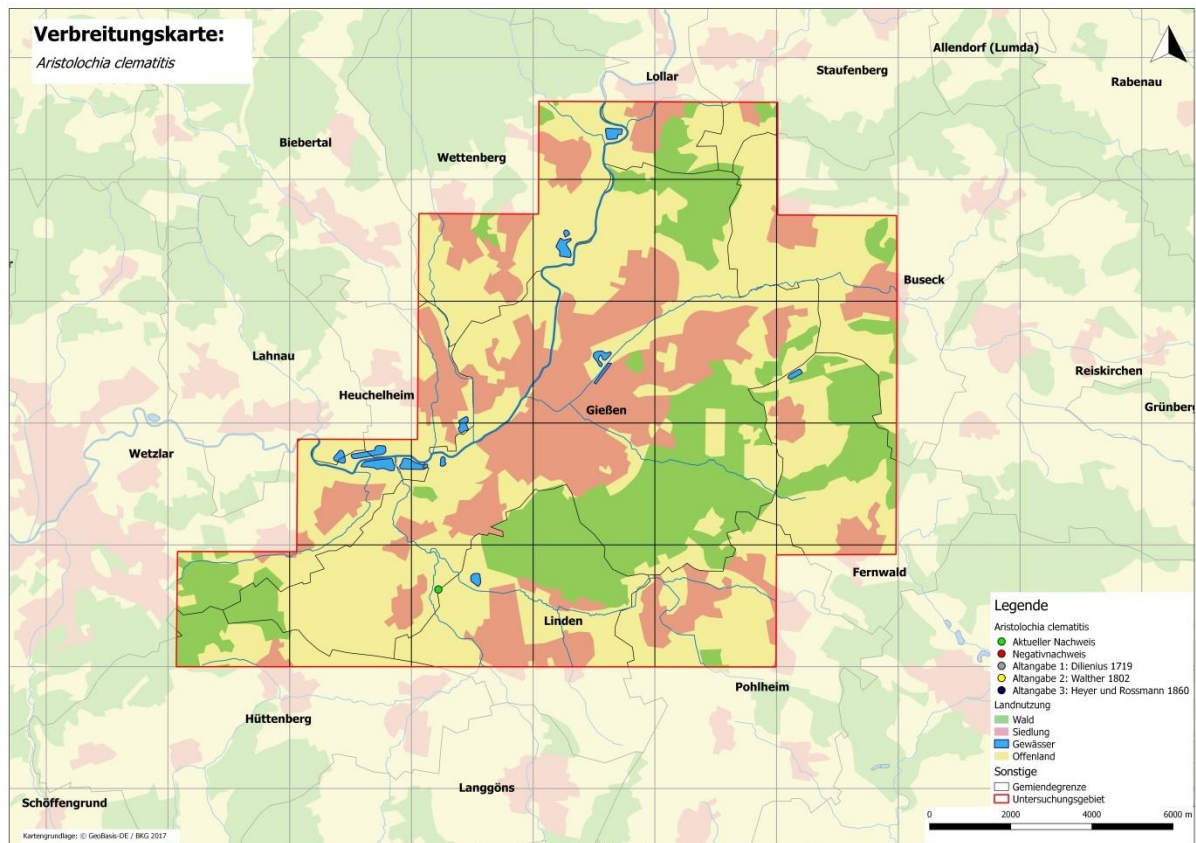 Verbreitungskarte:
Aristolochia clematitis
Allendorf (Lumda)
Lollar
Staufenberg
Rabenau
Biebertal
Wettenberg
Buseck
Lahnau
Reiskirchen
Heuchelheim
Gießen
Grünberg
Wetzlar
Fernwald
Linden
Pohlheim
Hüttenberg
Langgöns
Schöffengrund
Legende
Aristolochia clematitis
Aktueller Nachweis
Negativnachweis
Altangabe 1: Dilienius 1719
Altangabe 2: Walther 1802
Altangabe 3: Heyer und Rossmann 1860
Landnutzung
Wald
Siedlung
Gewässer
Offenland
Sonstige
Gemiendegrenze
Untersuchungsgebiet
0 2000 4000 6000 m
Kartengrundlage: © GeoBasis-DE / BKG 2017